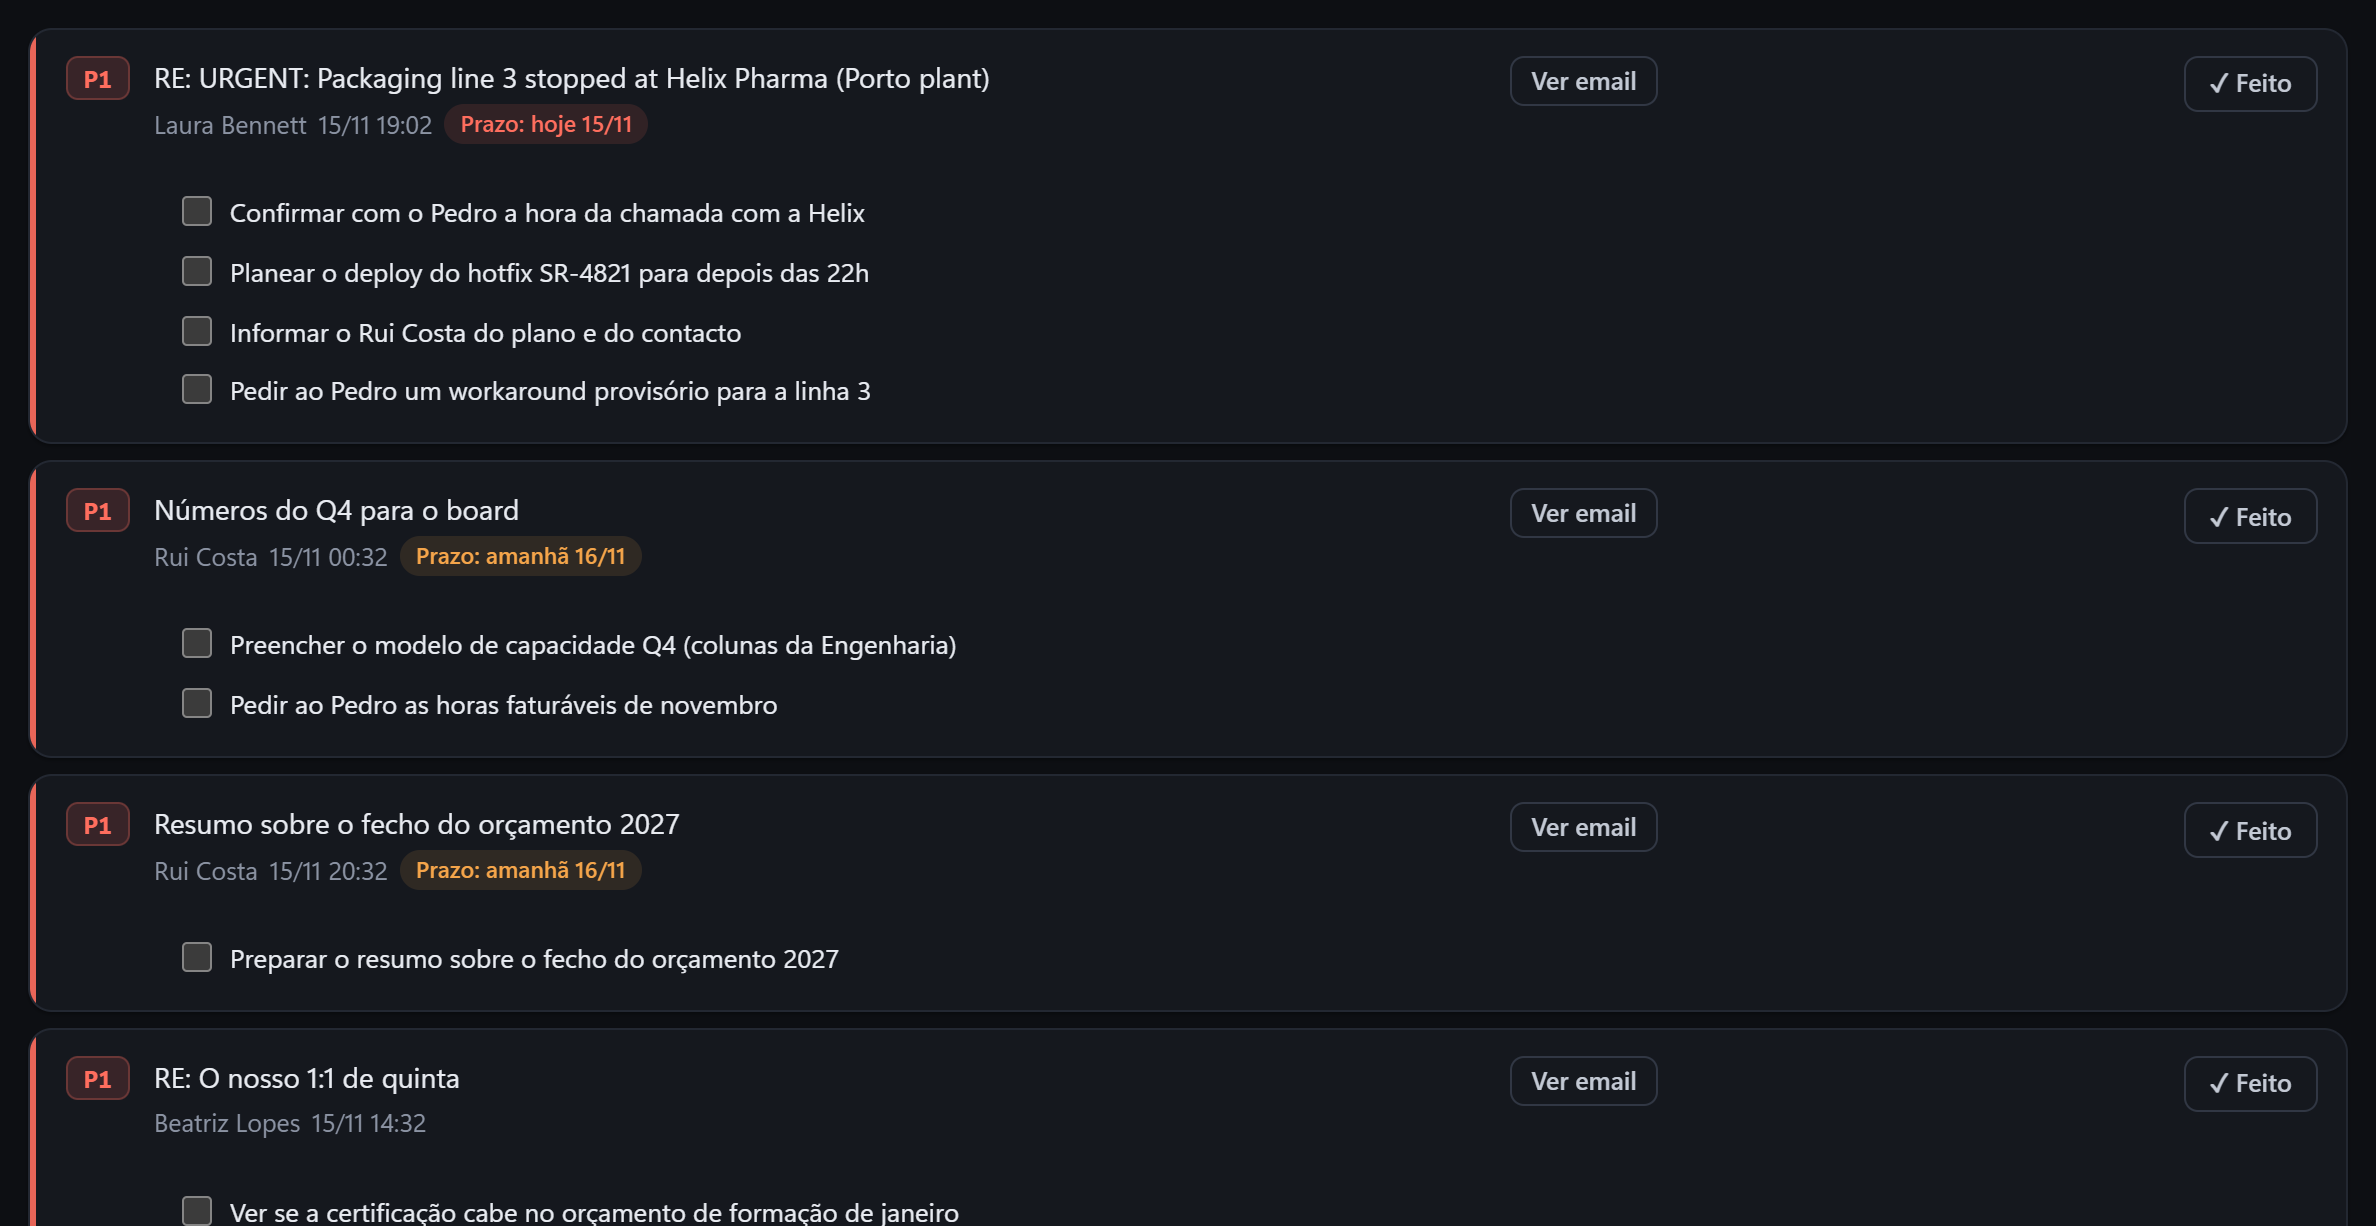 P1 RE: URGENT: Packaging line 3 stopped at Helix Pharma (Porto plant) Ver email ✓ Feito
Laura Bennett 15/11 19:02 Prazo: hoje 15/11
Confirmar com o Pedro a hora da chamada com a Helix
Planear o deploy do hotfix SR-4821 para depois das 22h
Informar o Rui Costa do plano e do contacto
Pedir ao Pedro um workaround provisório para a linha 3
P1 Números do Q4 para o board Ver email ✓ Feito
Rui Costa 15/11 00:32 Prazo: amanhã 16/11
Preencher o modelo de capacidade Q4 (colunas da Engenharia)
Pedir ao Pedro as horas faturáveis de novembro
P1 Resumo sobre o fecho do orçamento 2027 Ver email ✓ Feito
Rui Costa 15/11 20:32 Prazo: amanhã 16/11
Preparar o resumo sobre o fecho do orçamento 2027
P1 RE: O nosso 1:1 de quinta Ver email ✓ Feito
Beatriz Lopes 15/11 14:32
Ver se a certificação cabe no orçamento de formação de janeiro